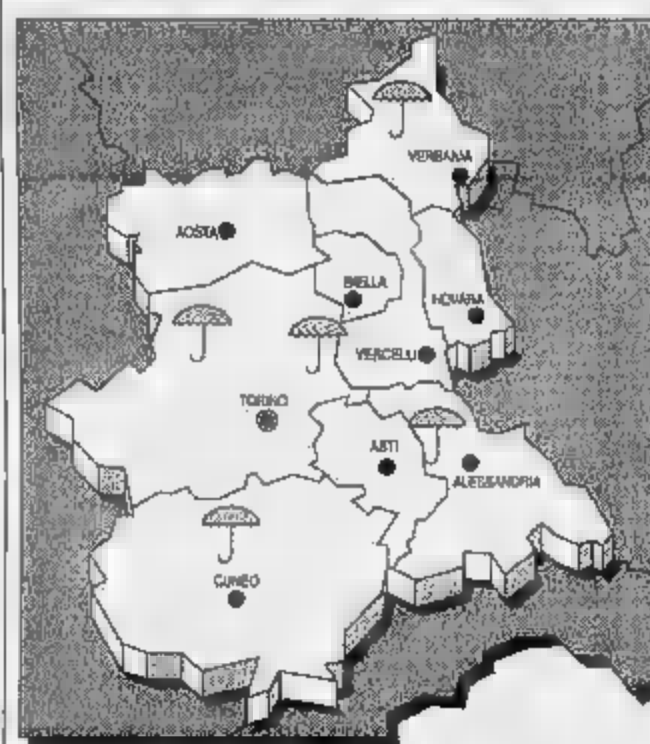 VERBANIA
AOSTA
BIELLA
NOVARA
VERCELLI
TORINO
ASTI
ALESSANDRIA
CUNEO